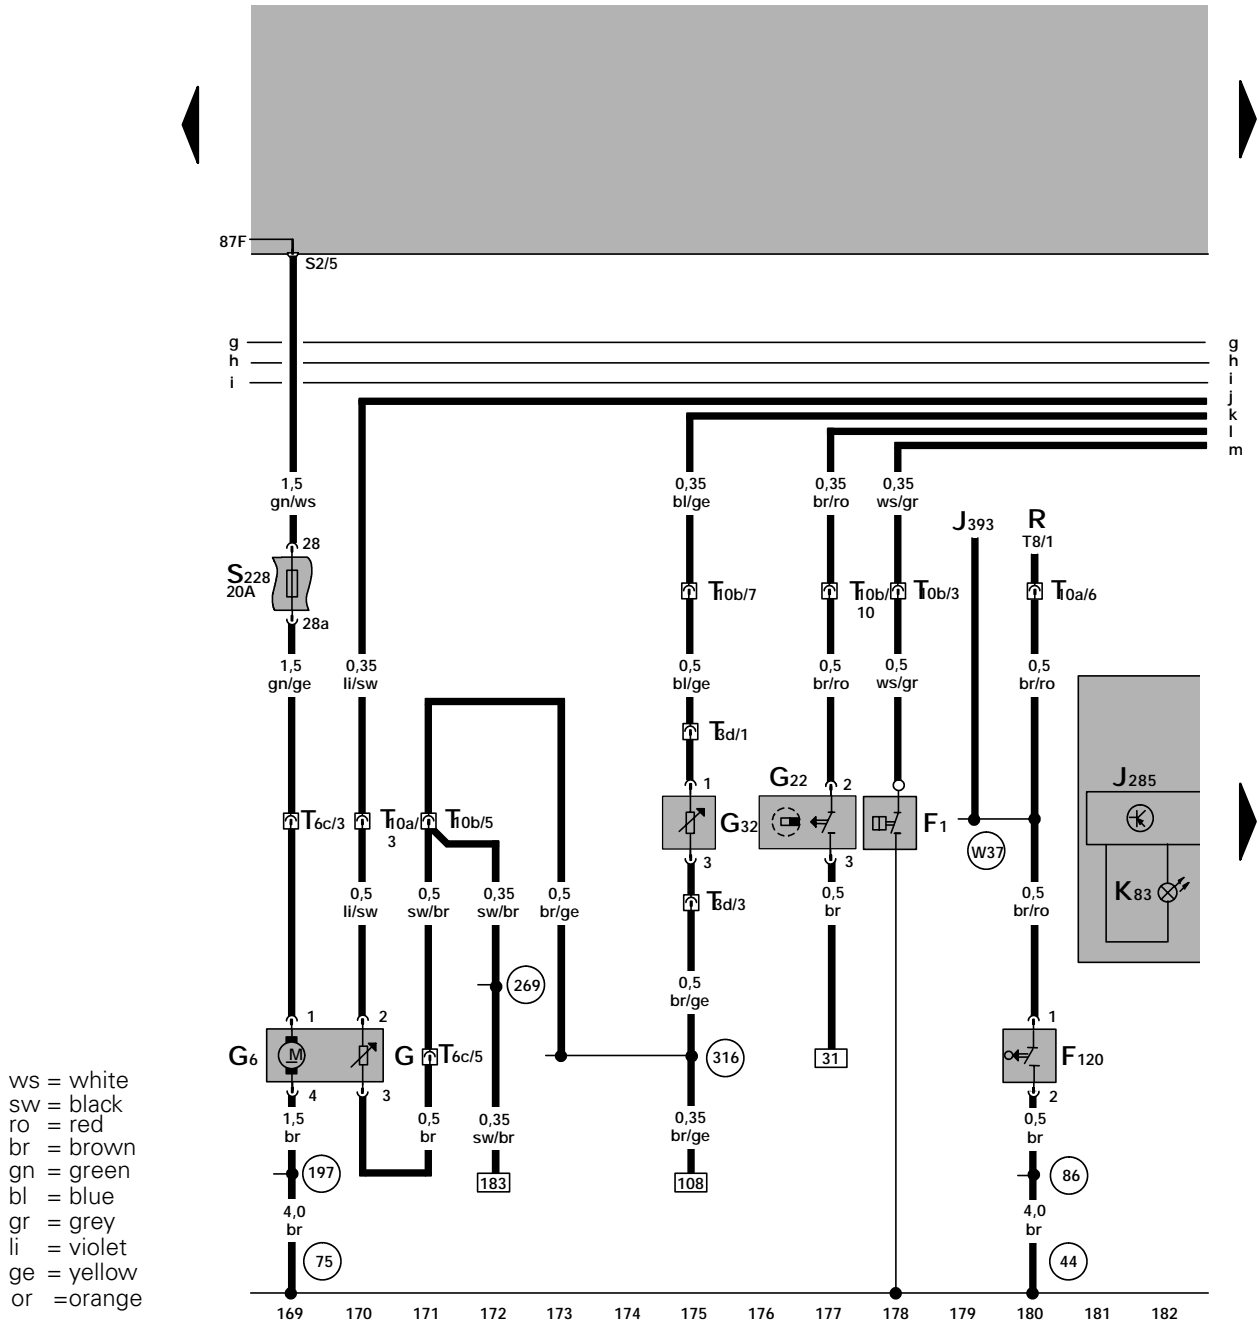 87F
S2/5
g g
h h
i i
j
k
l
m
1,5 0,35 0,35 0,35
gn/ws bl/ge br/ro ws/gr
J393 R
T8/1
28
S228
20A
T10b/7 T10b/ T10b/3 T10a/6
10
28a
1,5 0,35 0,5 0,5 0,5 0,5
gn/ge li/sw bl/ge br/ro ws/gr br/ro
T3d/1
1 G22 2 J285
T6c/3 T10a/ T10b/5 G32 F1
3
W37
3 3
0,5 0,5 0,35 0,5 0,5 0,5 K83
li/sw sw/br sw/br br/ge T3d/3 br br/ro
269 0,5
br/ge
1 2 1
G6 M G T6c/5 316 31 F120
4 3 2
1,5 0,5 0,35 0,35 0,5
br br sw/br br/ge br
197 183 108 86
4,0 4,0
br br
75 44
169 170 171 172 173 174 175 176 177 178 179 180 181 182
ws = white
sw = black
ro = red
br = brown
gn = green
bl = blue
gr = grey
li = violet
ge = yellow
or =orange